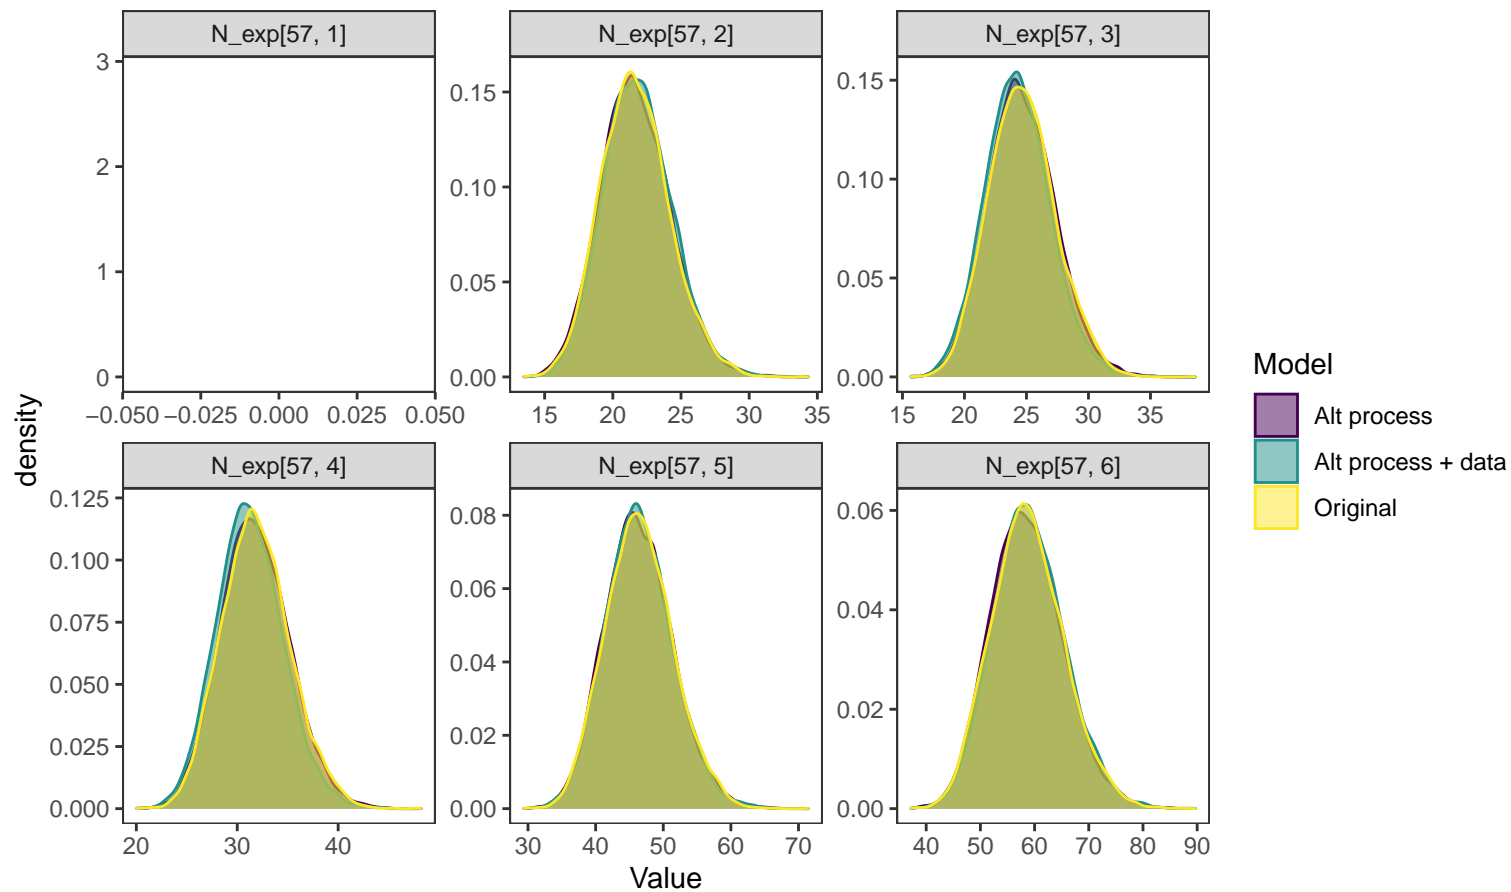 N_exp[57, 1] N_exp[57, 2] N_exp[57, 3]
3
2
1
0
−0.050 −0.025 0.000 0.025 0.050
0.15
0.10
0.05
0.00
15 20 25 30 35
0.15
0.10
0.05
0.00
15 20 25 30 35
N_exp[57, 4] N_exp[57, 5] N_exp[57, 6]
0.125
0.100
0.075
0.050
0.025
0.000
20 30 40
0.08
0.06
0.04
0.02
0.00
30 40 50 60 70
0.06
0.04
0.02
0.00
40 50 60 70 80 90
density
Value
Model
Alt process
Alt process + data
Original